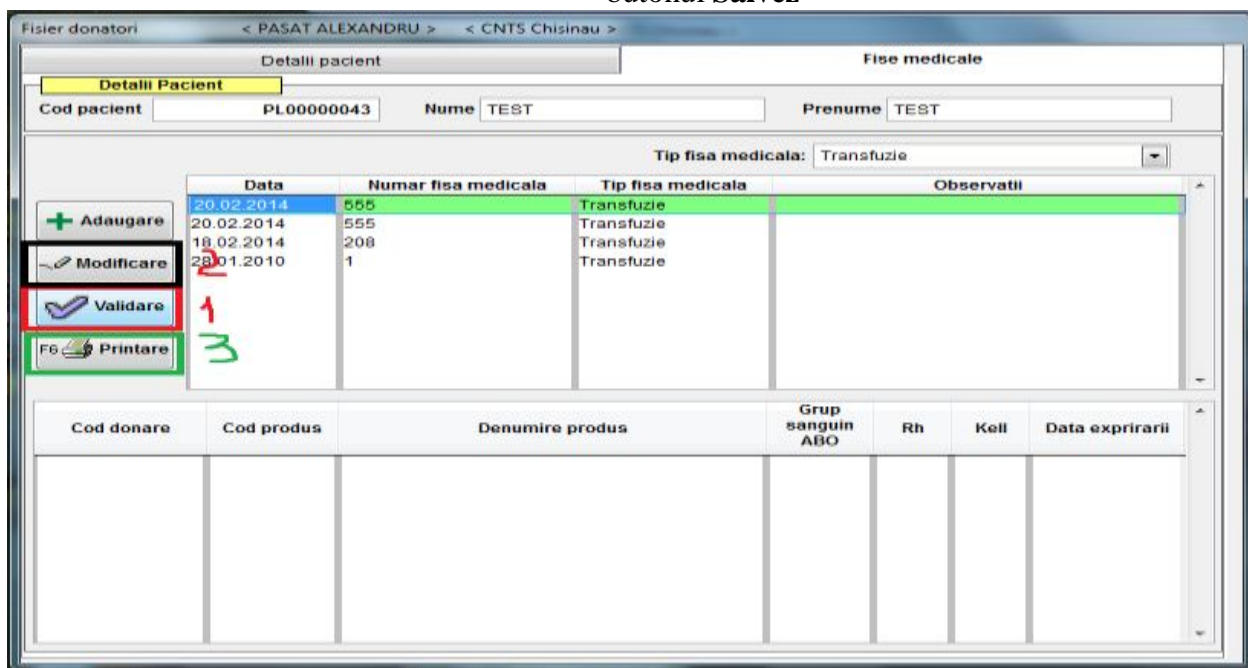 butonul Salvez
Fisier donatori < PASAT ALEXANDRU > < CNTS Chisinau >
Detalii pacient Fise medicale
Detalii Pacient
Cod pacient PL00000043 Nume TEST Prenume TEST
Tip fisa medicala: Transfuzie
Data Numar fisa medicala Tip fisa medicala Observatii
20.02.2014 555 Transfuzie
Adaugare 20.02.2014 555 Transfuzie
18.02.2014 208 Transfuzie
Modificare 2 28.01.2010 1 Transfuzie
Validare 1
F6 Printare 3
Cod donare Cod produs Denumire produs Grup sanguin ABO Rh Kell Data exprirarii